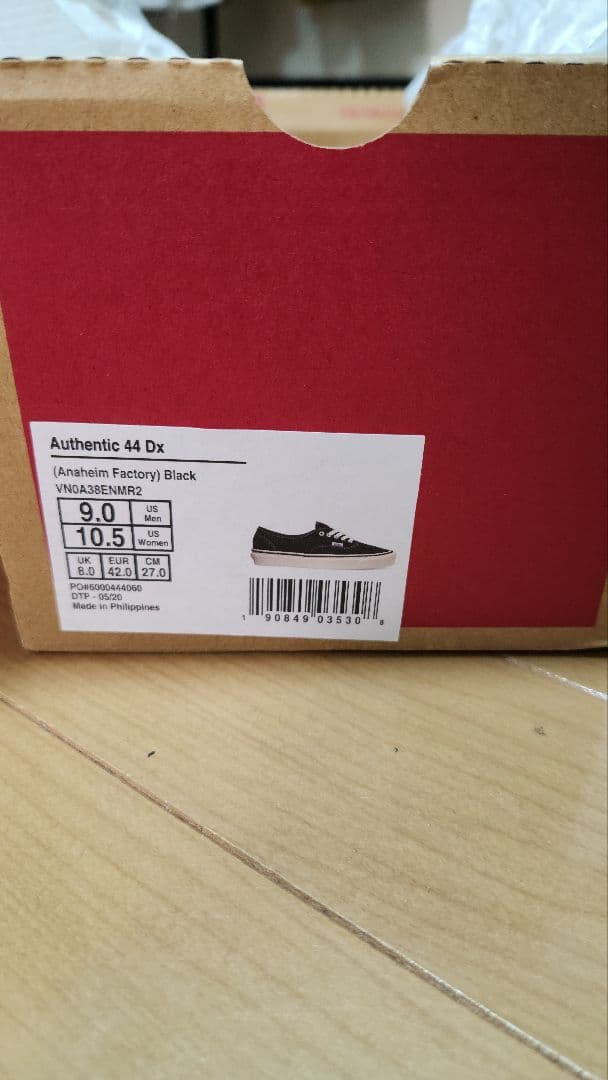 Authentic 44 Dx
(Anaheim Factory) Black
VN0A38ENMR2
9.0 US Men
10.5 US Women
UK EUR CM
8.0 42.0 27.0
PO#6000444060
DTP - 05/20
Made in Philippines
1 90849 03530 8